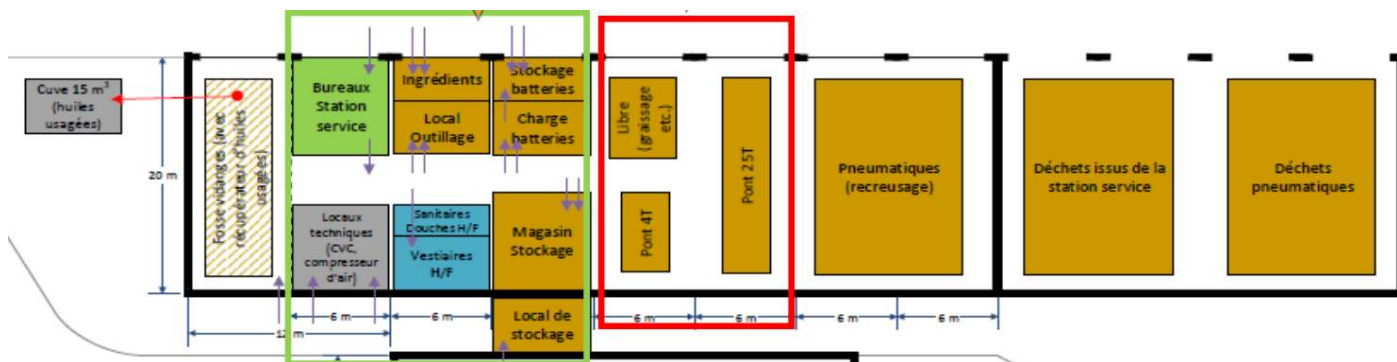 Cuve 15 m³
(huiles
usagées)
20 m
Fosse vidanges (avec
récupérateur d'huiles
usagées)
Bureaux
Station
service
Ingrédients
Local
Outillage
Stockage
batteries
Charge
batteries
Locaux
techniques
(CVC,
compresseur
d'air)
Sanitaires
Douches H/F
Vestiaires
H/F
Magasin
Stockage
Local de
stockage
Libre
(graissage
etc.)
Pont 4T
Pont 25T
Pneumatiques
(recreusage)
Déchets issus de la
station service
Déchets
pneumatiques
6 m
6 m
6 m
6 m
6 m
6 m
12 m